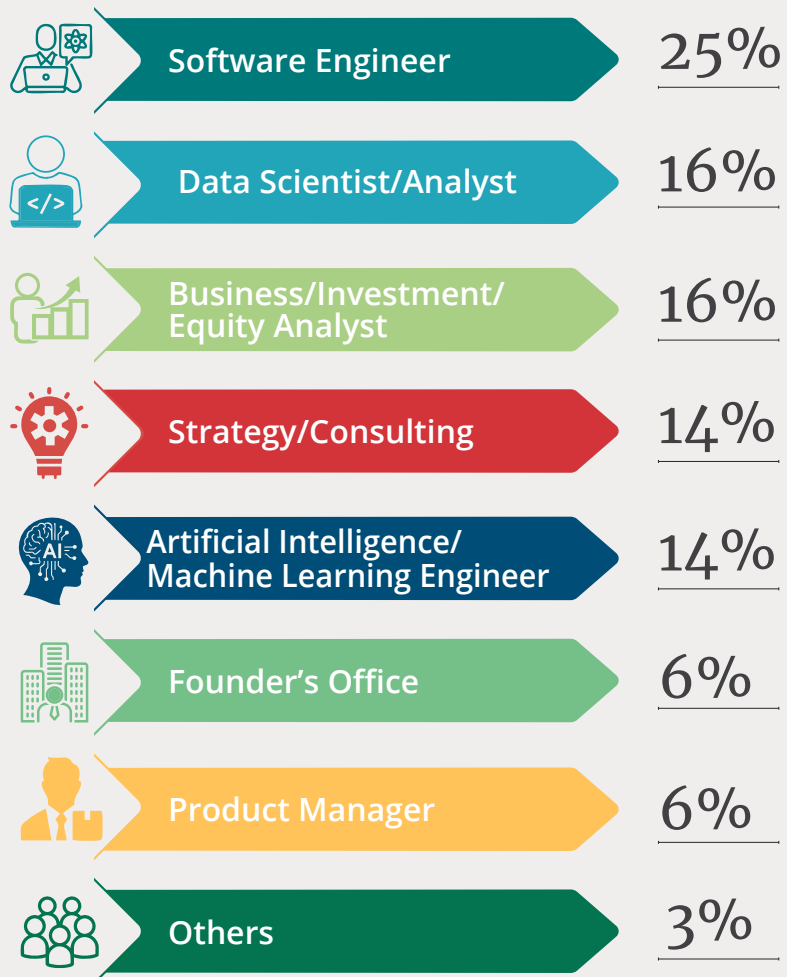 Software Engineer 25%
</>
Data Scientist/Analyst 16%
Business/Investment/
Equity Analyst 16%
Strategy/Consulting 14%
AI
Artificial Intelligence/
Machine Learning Engineer 14%
Founder’s Office 6%
Product Manager 6%
Others 3%